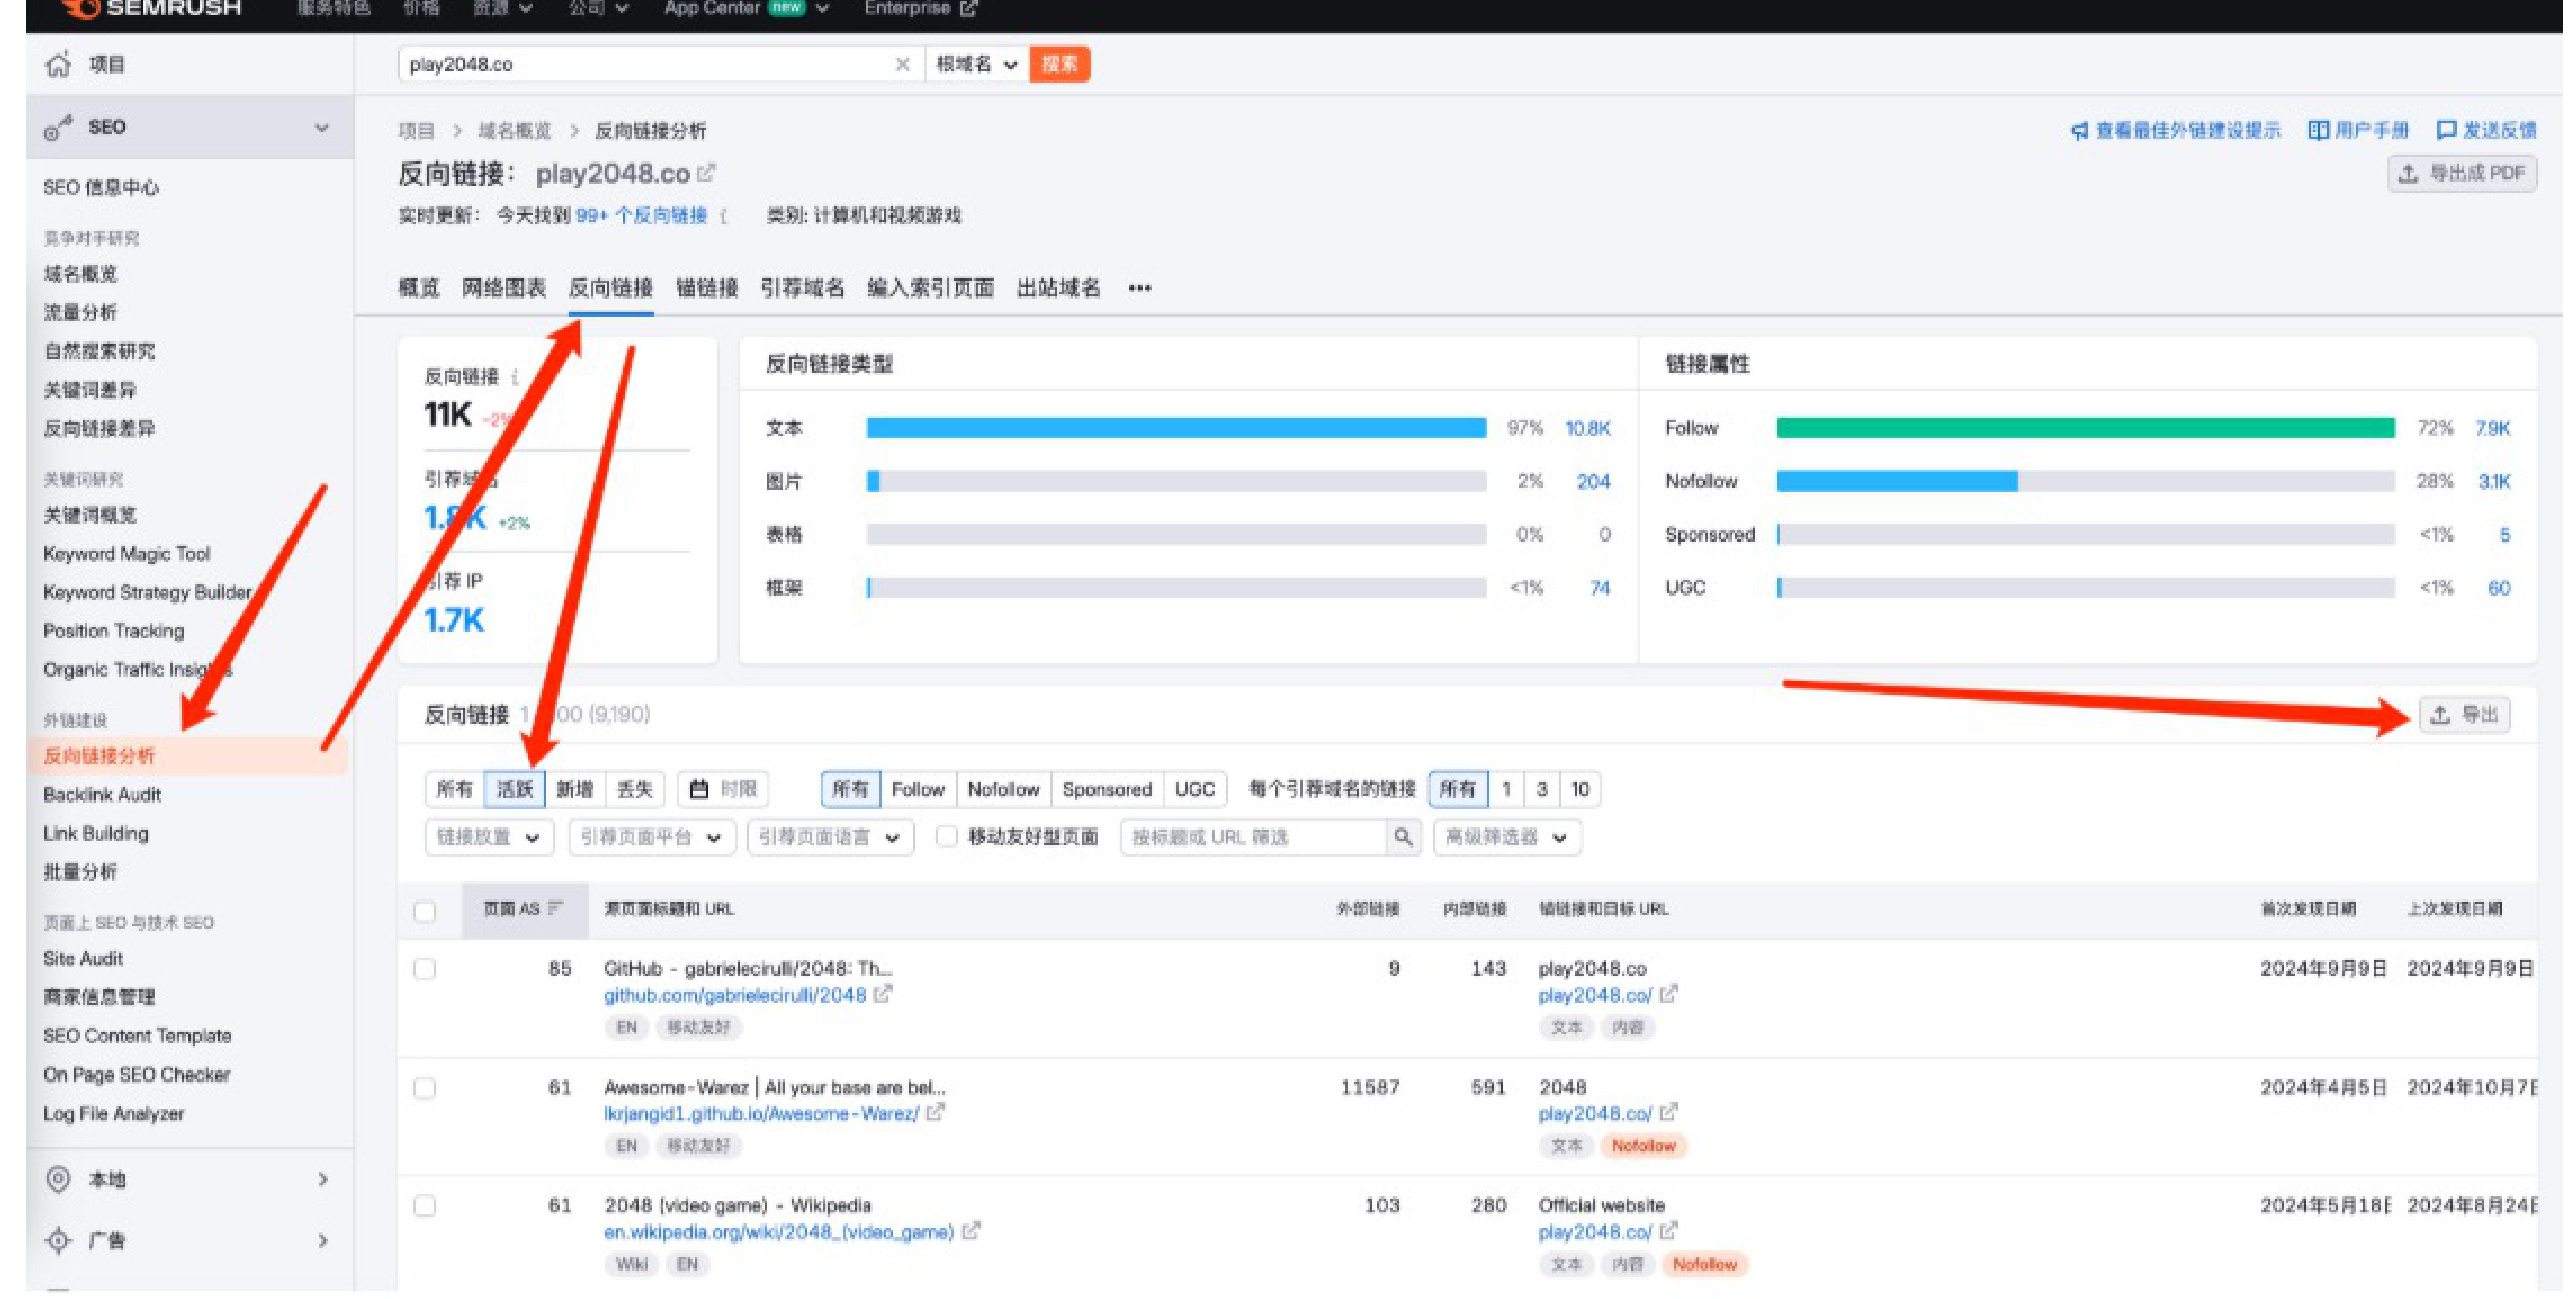 SEMRUSH 服务特色 价格 资源 公司 App Center new Enterprise
项目
play2048.co 根域名 搜索
SEO
项目 > 域名概览 > 反向链接分析
查看最佳外链建设提示 用户手册 发送反馈
反向链接： play2048.co
导出成 PDF
实时更新： 今天找到 99+ 个反向链接 i 类别: 计算机和视频游戏
概览 网络图表 反向链接 锚链接 引荐域名 编入索引页面 出站域名 •••
SEO 信息中心
竞争对手研究
域名概览
流量分析
自然搜索研究
关键词差异
反向链接差异
关键词研究
关键词概览
Keyword Magic Tool
Keyword Strategy Builder
Position Tracking
Organic Traffic
外链建设
反向链接分析
Backlink Audit
Link Building
批量分析
页面上 SEO 与技术 SEO
Site Audit
商家信息管理
SEO Content Template
On Page SEO Checker
Log File Analyzer
本地
广告
反向链接 i
11K -2%
引荐域名
1.8K +2%
引荐 IP
1.7K
反向链接类型
文本 97% 10.8K
图片 2% 204
表格 0% 0
框架 <1% 74
链接属性
Follow 72% 7.9K
Nofollow 28% 3.1K
Sponsored <1% 5
UGC <1% 60
反向链接 (9,190)
导出
所有 活跃 新增 丢失 时限 所有 Follow Nofollow Sponsored UGC 每个引荐域名的链接 所有 1 3 10
链接放置 引荐页面平台 引荐页面语言 移动友好型页面 按标题或 URL 筛选 高级筛选器
页面 AS 源页面标题和 URL 外部链接 内部链接 锚链接和目标 URL 首次发现日期 上次发现日期
85 GitHub - gabrielecirulli/2048: Th... 9 143 play2048.co 2024年9月9日 2024年9月9日
github.com/gabrielecirulli/2048 play2048.co/
EN 移动友好 文本 内容
61 Awesome-Warez | All your base are bel... 11587 591 2048 2024年4月5日 2024年10月7日
lkrjangid1.github.io/Awesome-Warez/ play2048.co/
EN 移动友好 文本 Nofollow
61 2048 (video game) - Wikipedia 103 280 Official website 2024年5月18日 2024年8月24日
en.wikipedia.org/wiki/2048_(video_game) play2048.co/
Wiki EN 文本 内容 Nofollow